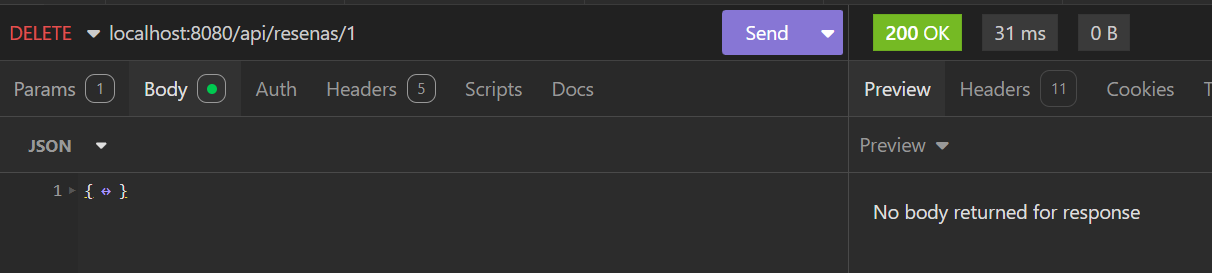 DELETE localhost:8080/api/resenas/1 Send 200 OK 31 ms 0 B
Params 1 Body Auth Headers 5 Scripts Docs Preview Headers 11 Cookies T
JSON Preview
1 { ↔ }
No body returned for response